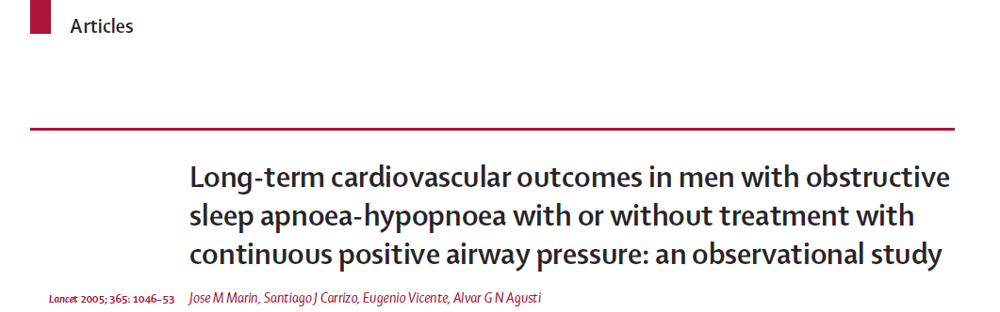 Articles
Long-term cardiovascular outcomes in men with obstructive
sleep apnoea-hypopnoea with or without treatment with
continuous positive airway pressure: an observational study
Lancet 2005; 365: 1046–53
Jose M Marin, Santiago J Carrizo, Eugenio Vicente, Alvar G N Agusti